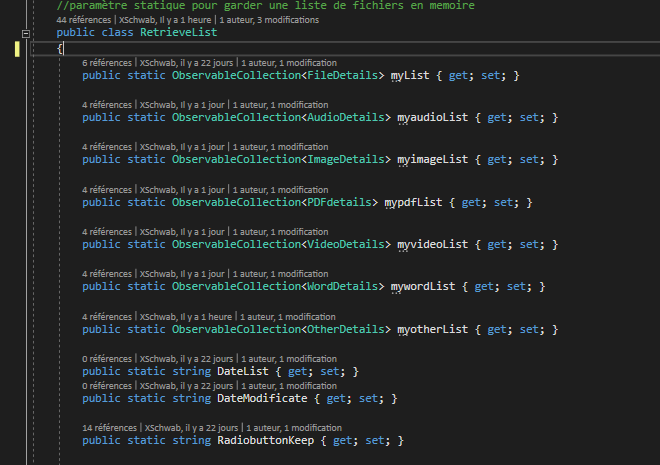 //paramètre statique pour garder une liste de fichiers en memoire
44 références | XSchwab, Il y a 1 heure | 1 auteur, 3 modifications
public class RetrieveList
{
6 références | XSchwab, il y a 22 jours | 1 auteur, 1 modification
public static ObservableCollection<FileDetails> myList { get; set; }
4 références | XSchwab, Il y a 1 jour | 1 auteur, 1 modification
public static ObservableCollection<AudioDetails> myaudioList { get; set; }
4 références | XSchwab, Il y a 1 jour | 1 auteur, 1 modification
public static ObservableCollection<ImageDetails> myimageList { get; set; }
4 références | XSchwab, Il y a 1 jour | 1 auteur, 1 modification
public static ObservableCollection<PDFdetails> mypdfList { get; set; }
4 références | XSchwab, Il y a 1 jour | 1 auteur, 1 modification
public static ObservableCollection<VideoDetails> myvideoList { get; set; }
4 références | XSchwab, Il y a 1 jour | 1 auteur, 1 modification
public static ObservableCollection<WordDetails> mywordList { get; set; }
4 références | XSchwab, Il y a 1 heure | 1 auteur, 1 modification
public static ObservableCollection<OtherDetails> myotherList { get; set; }
0 références | XSchwab, il y a 22 jours | 1 auteur, 1 modification
public static string DateList { get; set; }
0 références | XSchwab, il y a 22 jours | 1 auteur, 1 modification
public static string DateModificate { get; set; }
14 références | XSchwab, il y a 22 jours | 1 auteur, 1 modification
public static string RadiobuttonKeep { get; set; }